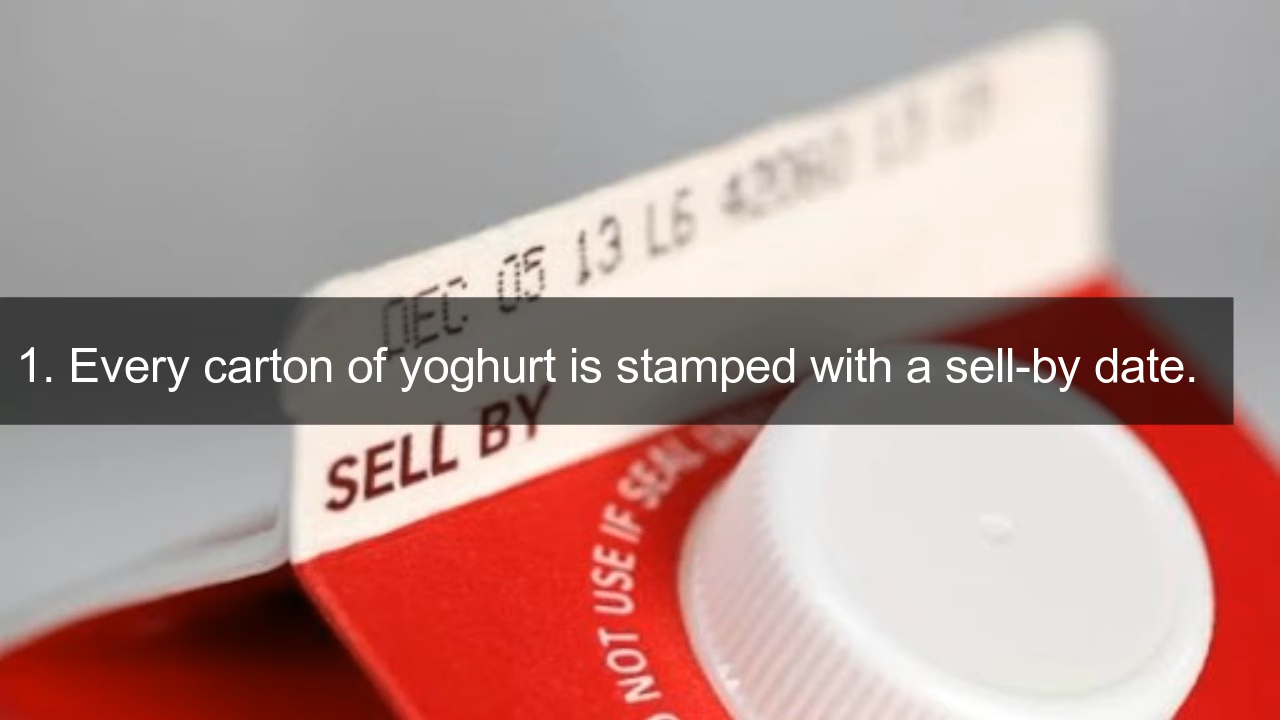 DEC 05 13 L6 42060
1. Every carton of yoghurt is stamped with a sell-by date.
SELL BY
NOT USE IF SEAL